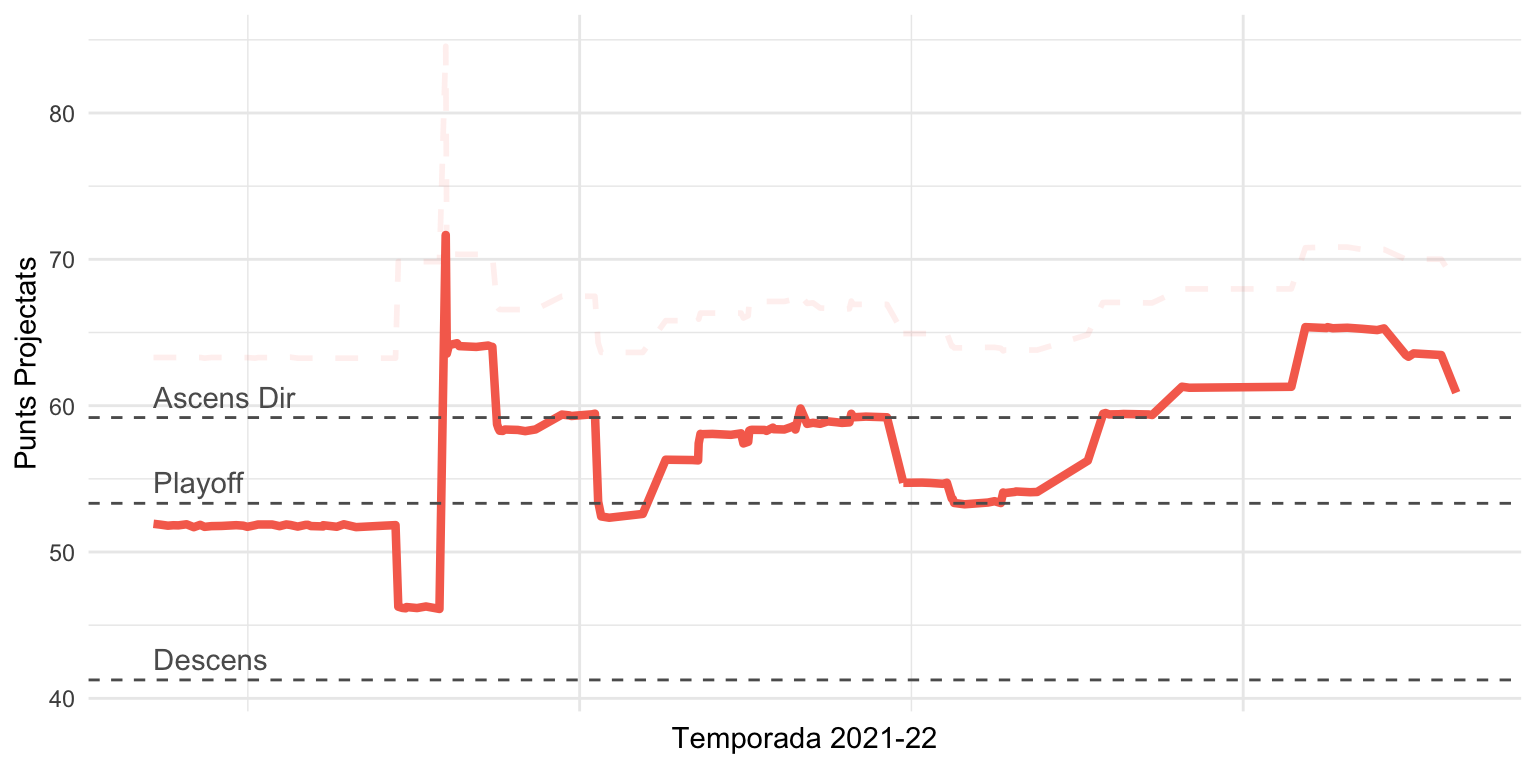 80
70
60
50
40
Punts Projectats
Ascens Dir
Playoff
Descens
Temporada 2021-22